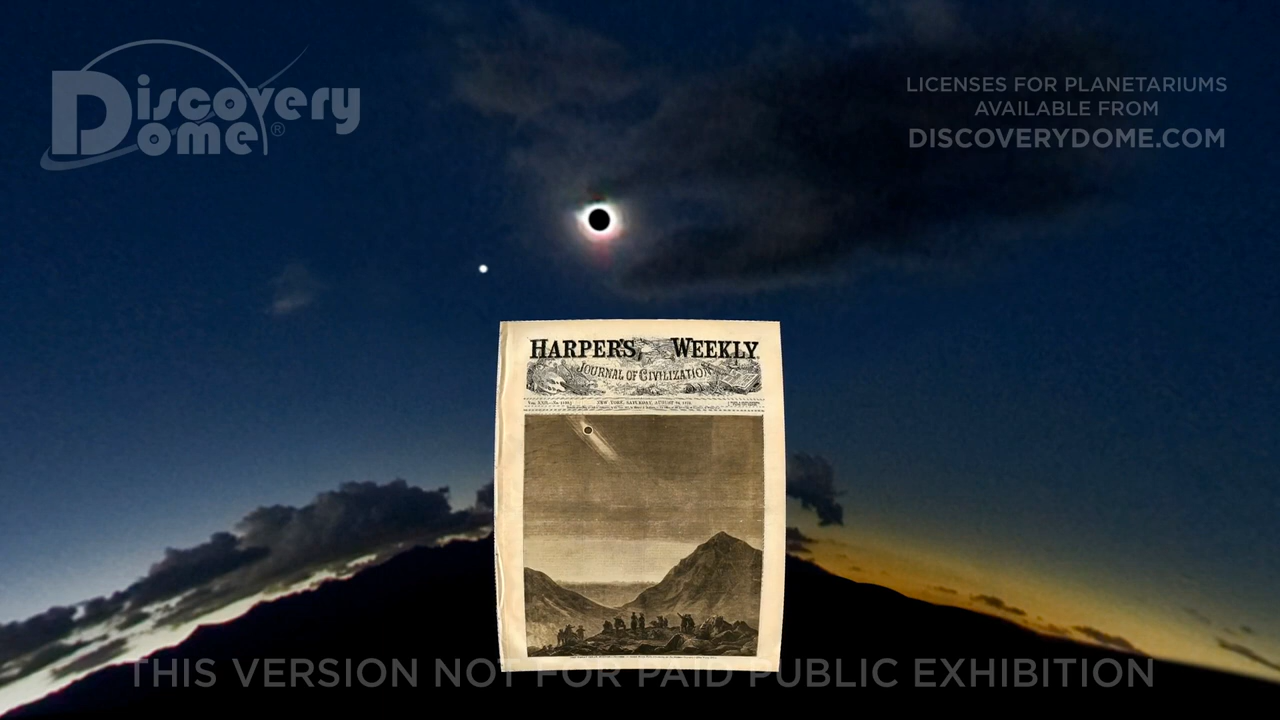 Discovery
Dome®
LICENSES FOR PLANETARIUMS
AVAILABLE FROM
DISCOVERYDOME.COM
HARPER'S WEEKLY.
JOURNAL OF CIVILIZATION
NEW YORK, SATURDAY, AUGUST
THIS VERSION NOT FOR PAID PUBLIC EXHIBITION